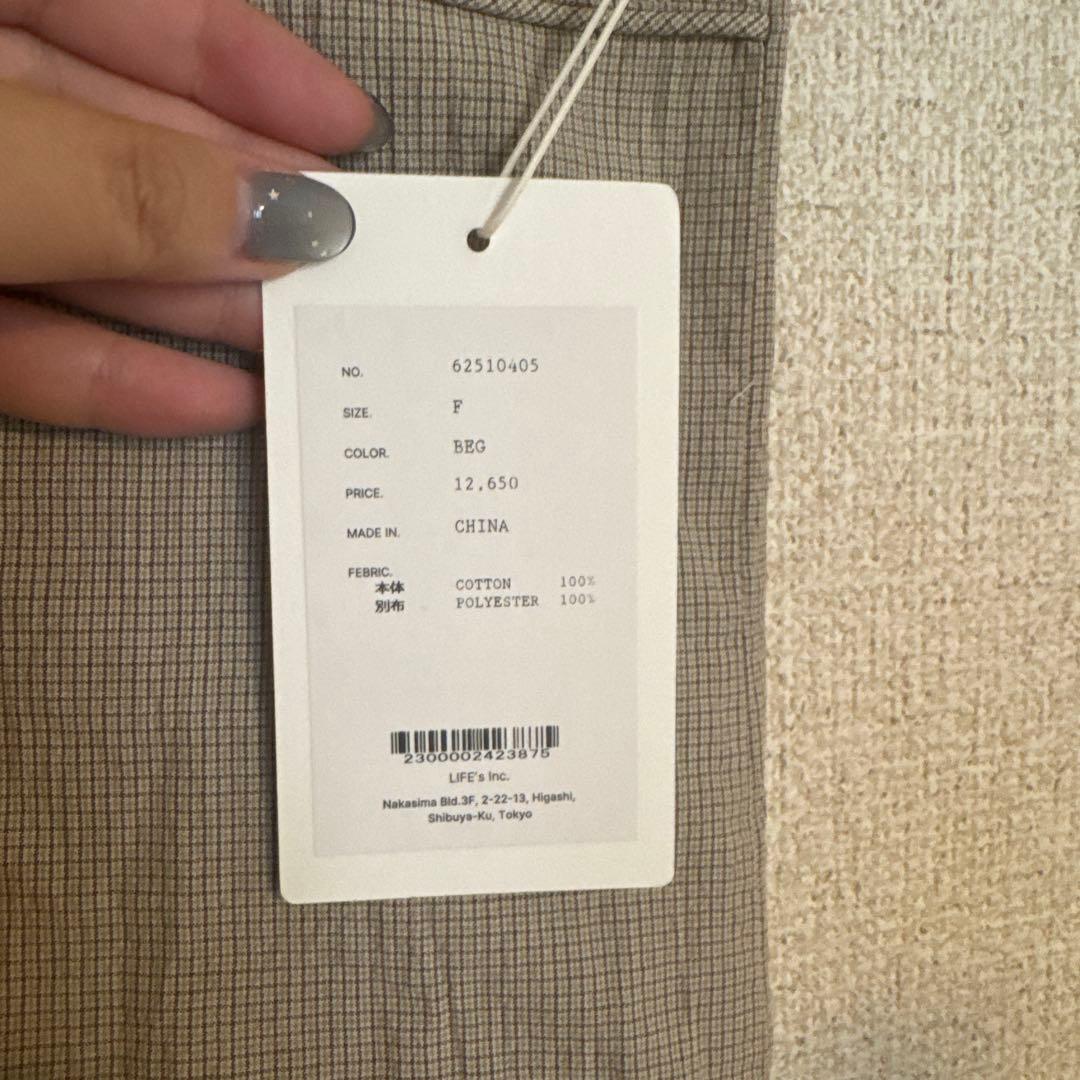 NO. 62510405
SIZE. F
COLOR. BEG
PRICE. 12,650
MADE IN. CHINA
FEBRIC.
本体 COTTON 100%
別布 POLYESTER 100%
2300002423875
LIFE's Inc.
Nakasima Bld.3F, 2-22-13, Higashi,
Shibuya-Ku, Tokyo